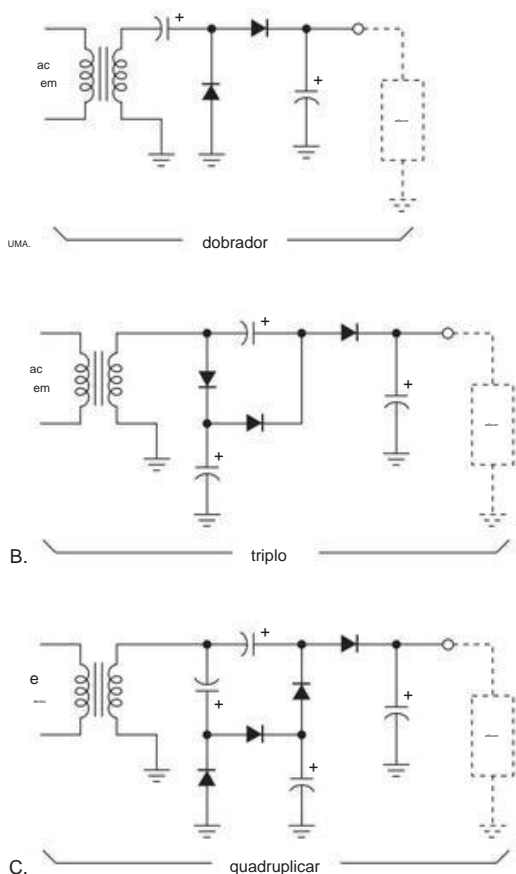 +
ac
em
+
UMA.
dobrador
+
ac
em
+
+
B.
triplo
+
e
+
+
+
C.
quadruplicar